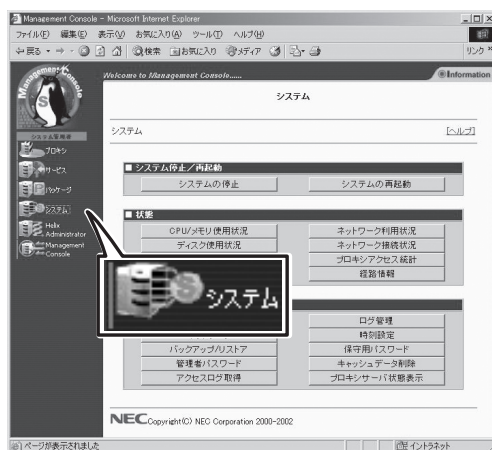 Management Console - Microsoft Internet Explorer
ファイル(F) 編集(E) 表示(V) お気に入り(A) ツール(T) ヘルプ(H)
戻る 検索 お気に入り メディア リンク
Management Console
Welcome to Management Console......
Information
システム管理者
プロキシ
サービス
パッケージ
システム
Helix Administrator
Management Console
システム
システム [ヘルプ]
■ システム停止/再起動
システムの停止 システムの再起動
■ 状態
CPU/メモリ使用状況 ネットワーク利用状況
ディスク使用状況 ネットワーク接続状況
プロキシアクセス統計
経路情報
システム
ログ管理
時刻設定
バックアップ/リストア 保守用パスワード
管理者パスワード キャッシュデータ削除
アクセスログ取得 プロキシサーバ状態表示
NEC Copyright(C) NEC Corporation 2000-2002
ページが表示されました イントラネット